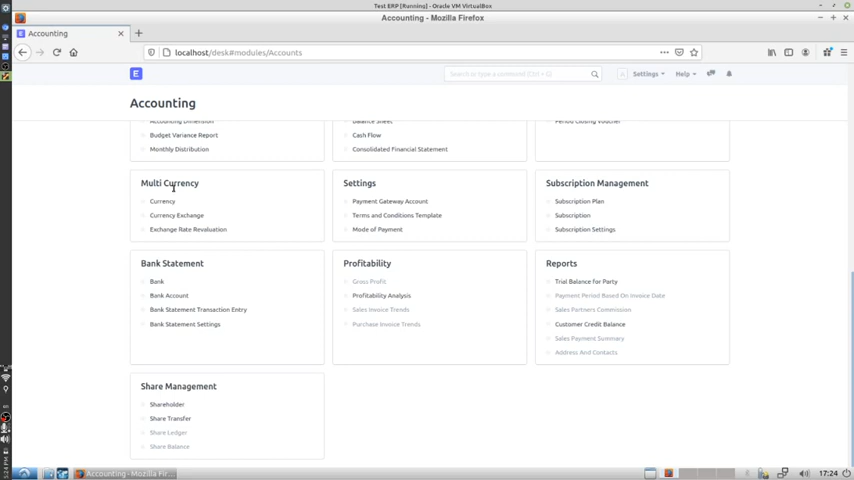 Test ERP [Running] - Oracle VM VirtualBox
Accounting - Mozilla Firefox
Accounting
localhost/desk#modules/Accounts
E
Search or type a command (Ctrl + G)
A
Settings
Help
Accounting
Accounting Dimension
Budget Variance Report
Monthly Distribution
Balance Sheet
Cash Flow
Consolidated Financial Statement
Period Closing Voucher
Multi Currency
Currency
Currency Exchange
Exchange Rate Revaluation
Settings
Payment Gateway Account
Terms and Conditions Template
Mode of Payment
Subscription Management
Subscription Plan
Subscription
Subscription Settings
Bank Statement
Bank
Bank Account
Bank Statement Transaction Entry
Bank Statement Settings
Profitability
Gross Profit
Profitability Analysis
Sales Invoice Trends
Purchase Invoice Trends
Reports
Trial Balance for Party
Payment Period Based On Invoice Date
Sales Partners Commission
Customer Credit Balance
Sales Payment Summary
Address And Contacts
Share Management
Shareholder
Share Transfer
Share Ledger
Share Balance
Accounting - Mozilla Fir...
17:24